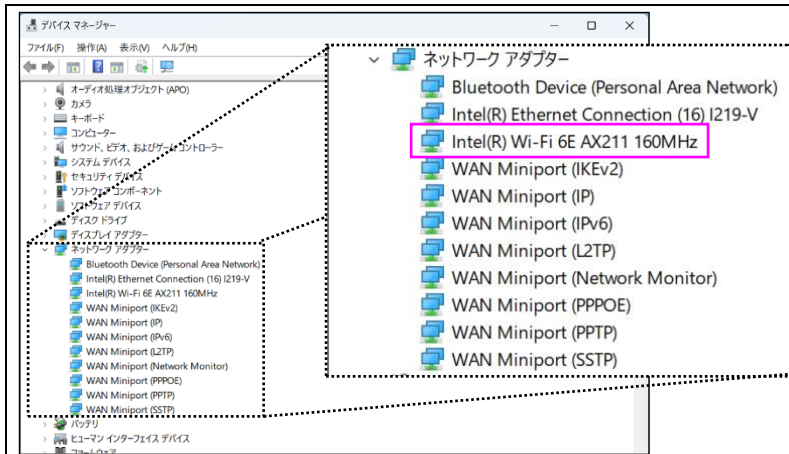 デバイス マネージャー
ファイル(F) 操作(A) 表示(V) ヘルプ(H)
オーディオ処理オブジェクト (APO)
カメラ
キーボード
コンピューター
サウンド、ビデオ、およびゲーム コントローラー
システム デバイス
セキュリティ デバイス
ソフトウェア コンポーネント
ソフトウェア デバイス
ディスク ドライブ
ディスプレイ アダプター
ネットワーク アダプター
Bluetooth Device (Personal Area Network)
Intel(R) Ethernet Connection (16) I219-V
Intel(R) Wi-Fi 6E AX211 160MHz
WAN Miniport (IKEv2)
WAN Miniport (IP)
WAN Miniport (IPv6)
WAN Miniport (L2TP)
WAN Miniport (Network Monitor)
WAN Miniport (PPPOE)
WAN Miniport (PPTP)
WAN Miniport (SSTP)
バッテリ
ヒューマン インターフェイス デバイス
ファームウェア
ネットワーク アダプター
Bluetooth Device (Personal Area Network)
Intel(R) Ethernet Connection (16) I219-V
Intel(R) Wi-Fi 6E AX211 160MHz
WAN Miniport (IKEv2)
WAN Miniport (IP)
WAN Miniport (IPv6)
WAN Miniport (L2TP)
WAN Miniport (Network Monitor)
WAN Miniport (PPPOE)
WAN Miniport (PPTP)
WAN Miniport (SSTP)